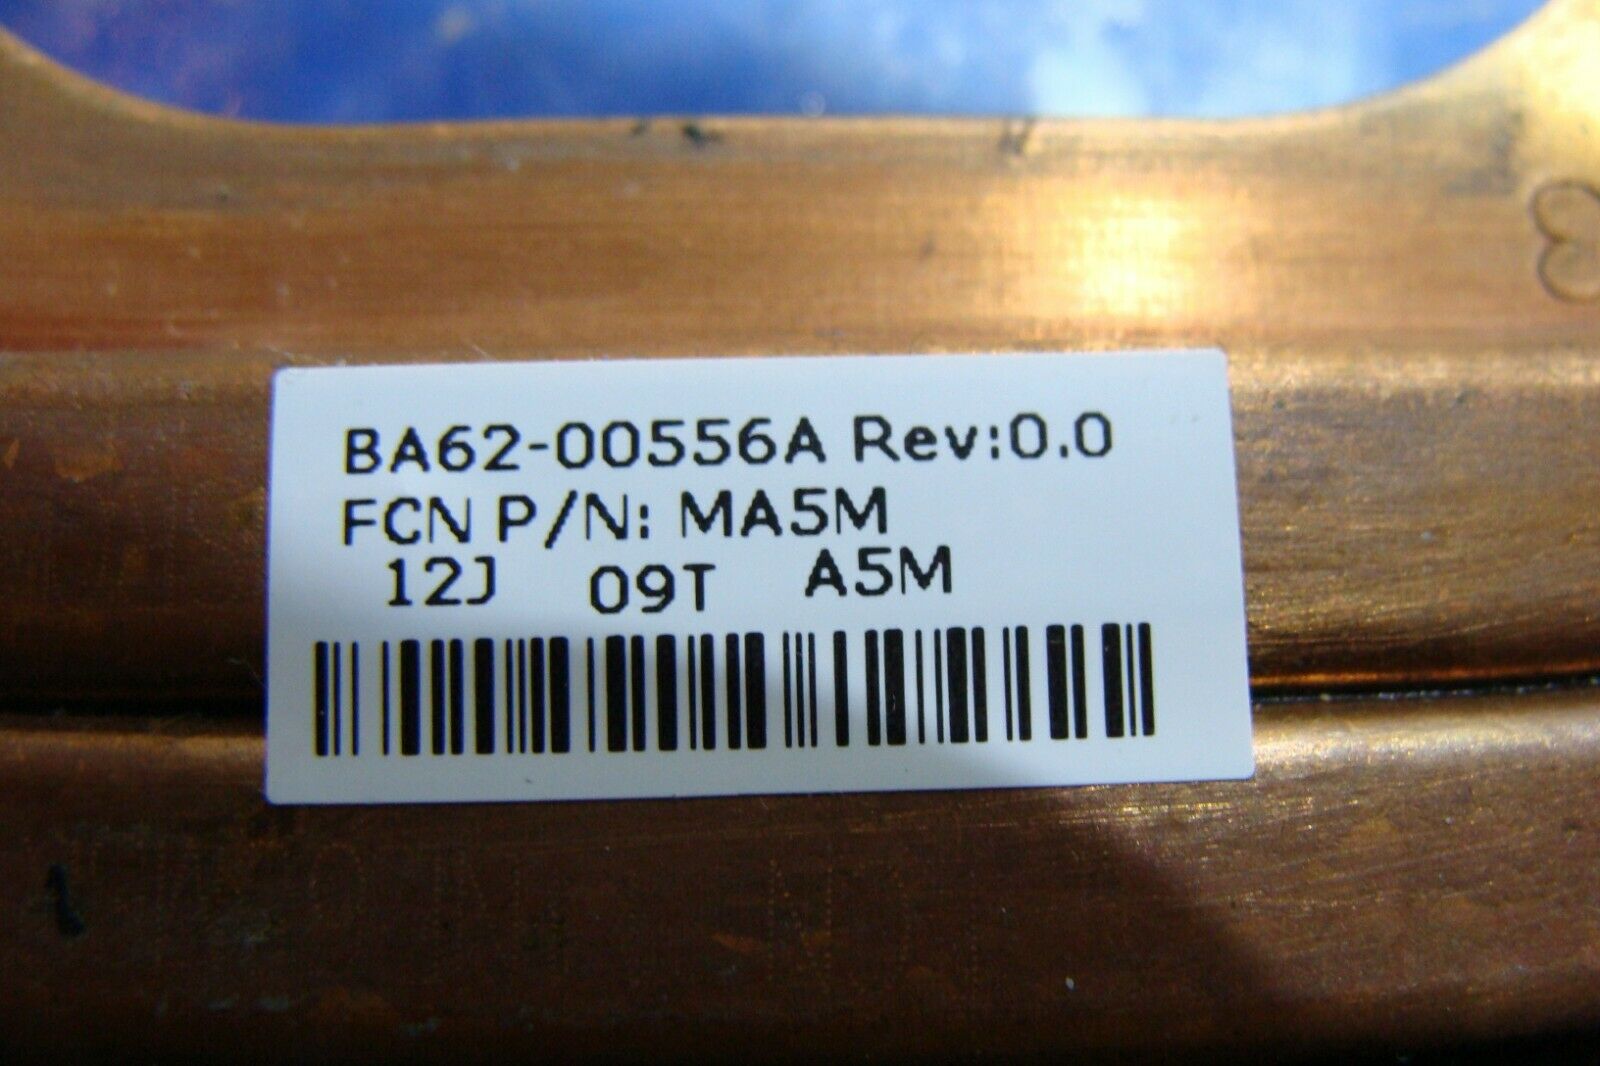 BA62-00556A Rev:0.0
FCN P/N: MA5M
12J 09T A5M